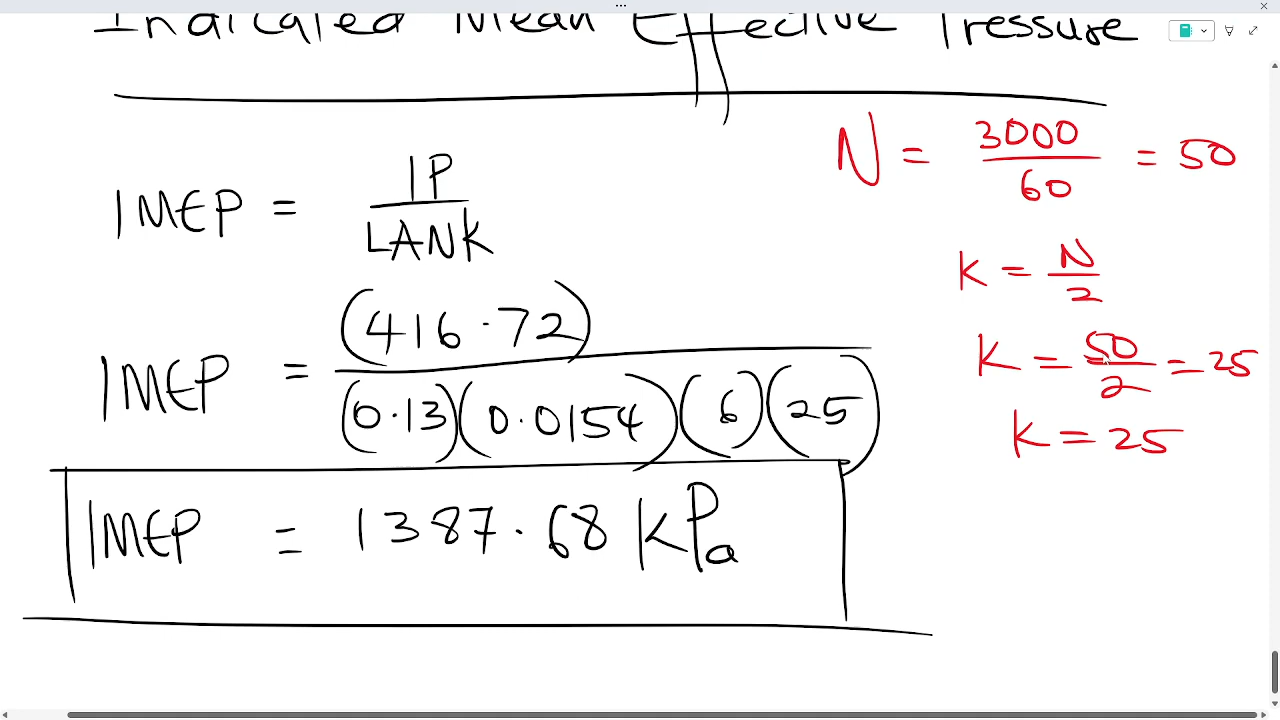 Indicated Mean Effective Pressure
IMEP = IP / LANK
IMEP = (416.72) / (0.13)(0.0154)(6)(25)
IMEP = 1387.68 kPa
N = 3000 / 60 = 50
K = N / 2
K = 50 / 2 = 25
K = 25